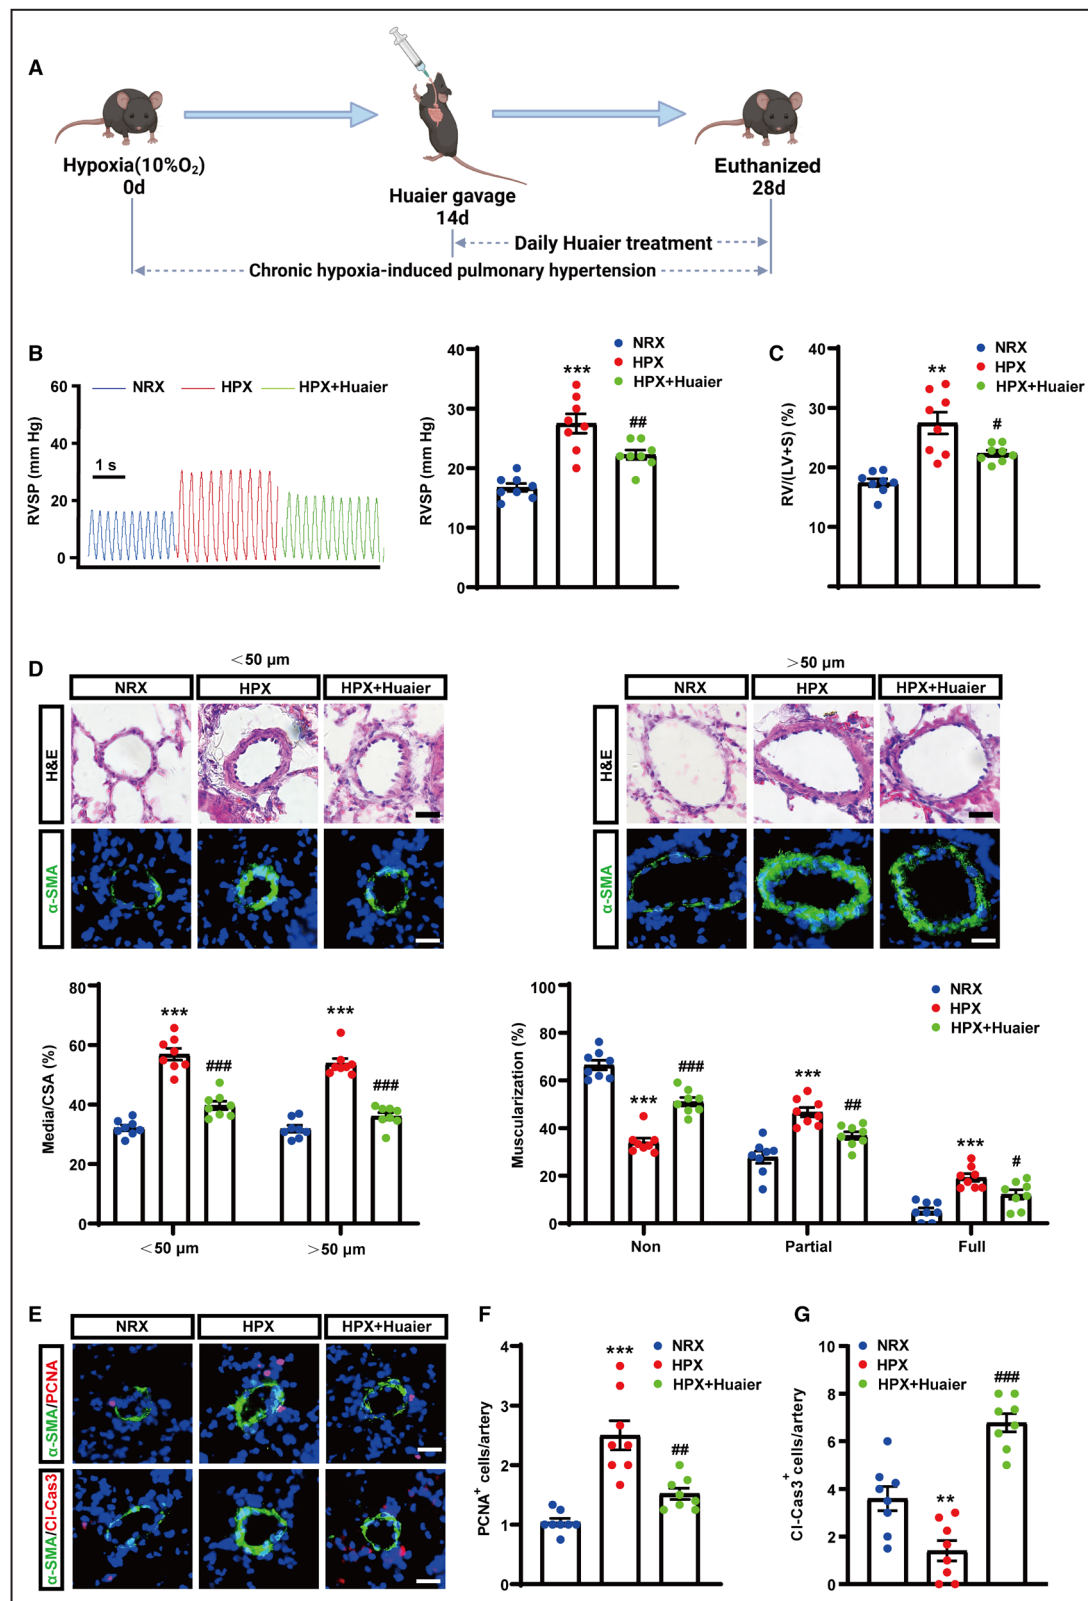 A
Hypoxia(10%O₂)
0d
Huaier gavage
14d
Euthanized
28d
Daily Huaier treatment
Chronic hypoxia-induced pulmonary hypertension
B
NRX HPX HPX+Huaier
RVSP (mm Hg)
60
40
20
0
1 s
NRX
HPX
HPX+Huaier
RVSP (mm Hg)
40
30
20
10
0
***
##
C
NRX
HPX
HPX+Huaier
RV/(LV+S) (%)
40
30
20
10
**
#
D
<50 μm
NRX HPX HPX+Huaier
H&E
α-SMA
>50 μm
NRX HPX HPX+Huaier
H&E
α-SMA
Media/CSA (%)
80
60
40
20
0
***
###
***
###
<50 μm >50 μm
Muscularization (%)
100
80
60
40
20
0
NRX
HPX
HPX+Huaier
***
###
***
##
***
#
Non Partial Full
E
NRX HPX HPX+Huaier
α-SMA/PCNA
α-SMA/Cl-Cas3
F
NRX
HPX
HPX+Huaier
PCNA⁺ cells/artery
4
3
2
1
0
***
##
G
NRX
HPX
HPX+Huaier
Cl-Cas3⁺ cells/artery
10
8
6
4
2
0
**
###